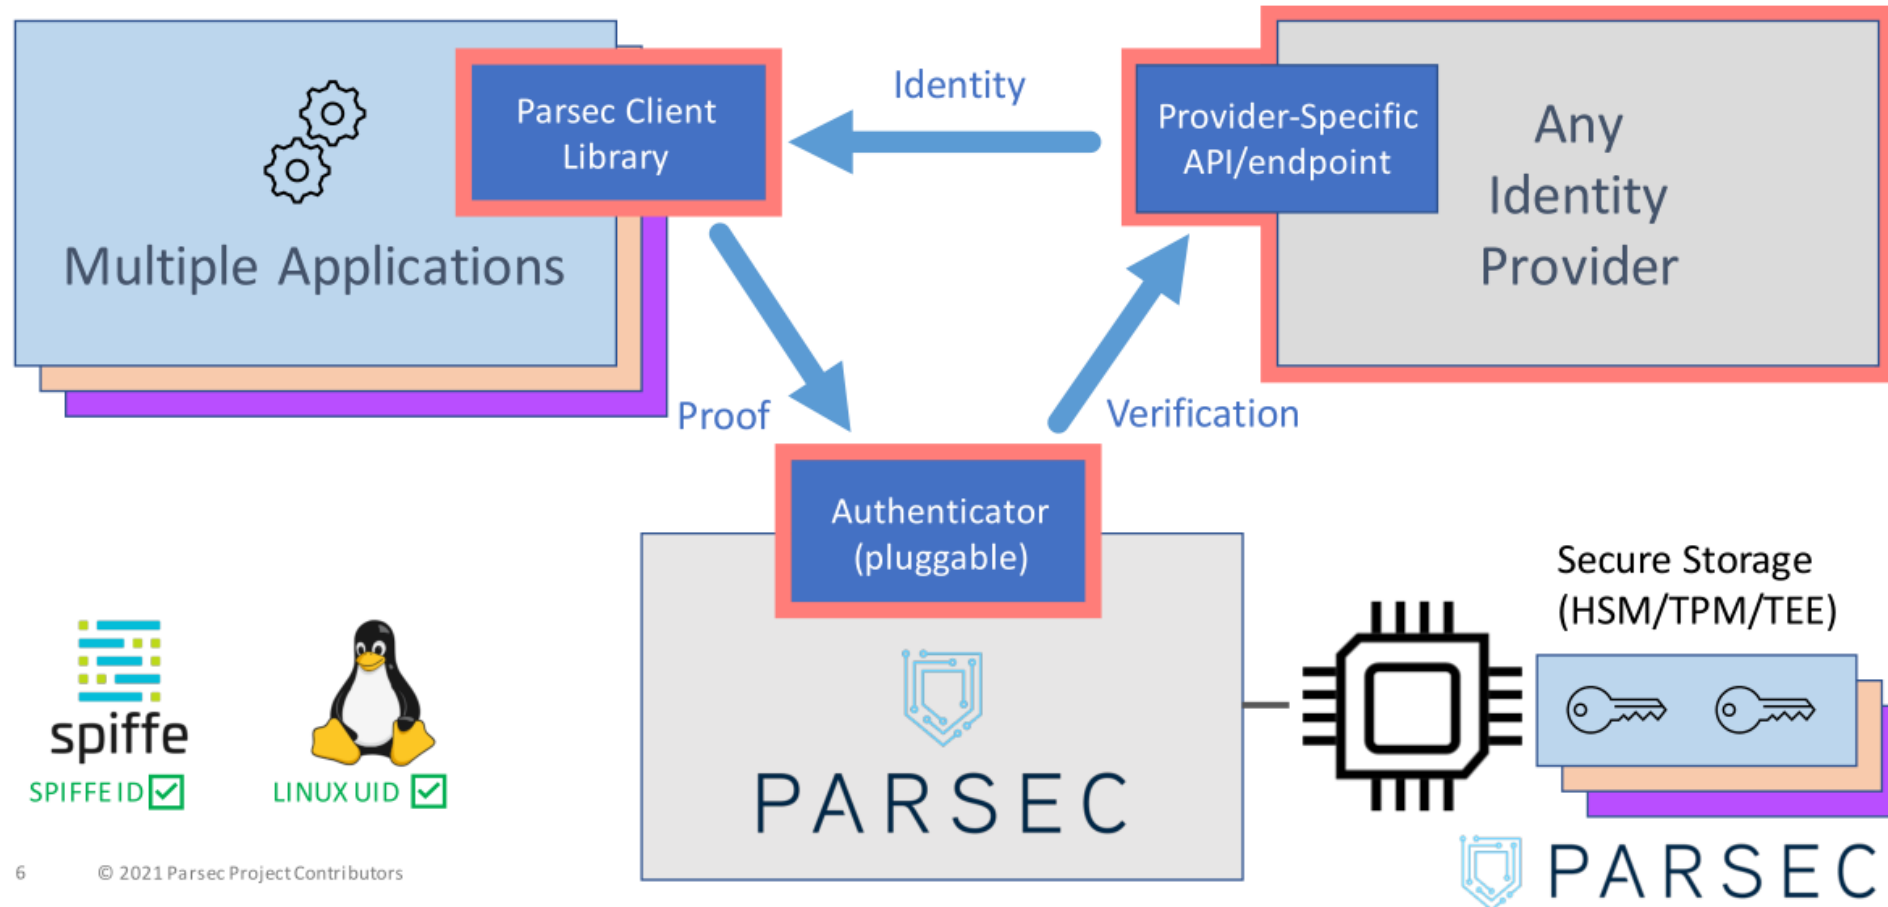 Parsec Client
Library
Multiple Applications
Identity
Provider-Specific
API/endpoint
Any
Identity
Provider
Proof
Verification
Authenticator
(pluggable)
PARSEC
Secure Storage
(HSM/TPM/TEE)
spiffe
SPIFFE ID
LINUX UID
6
© 2021 Parsec Project Contributors
PARSEC